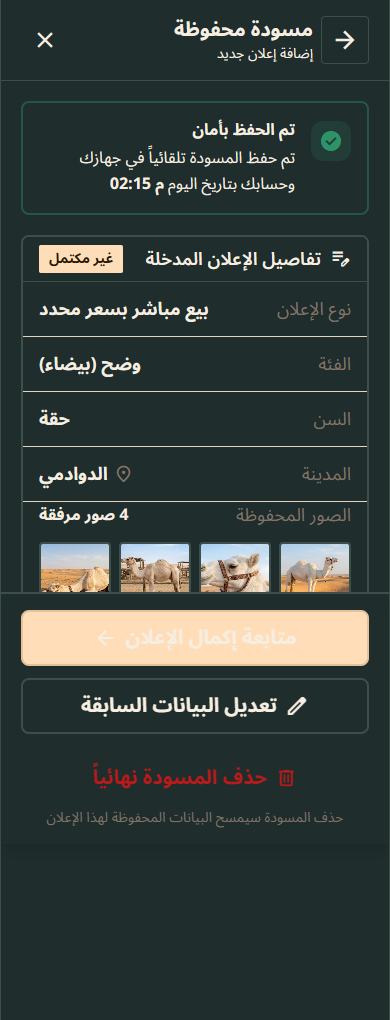 مسودة محفوظة
إضافة إعلان جديد
تم الحفظ بأمان
تم حفظ المسودة تلقائياً في جهازك
وحسابك بتاريخ اليوم 02:15 م
تفاصيل الإعلان المدخلة
غير مكتمل
نوع الإعلان
بيع مباشر بسعر محدد
الفئة
وضح (بيضاء)
السن
حقة
المدينة
الدوادمي
الصور المحفوظة
4 صور مرفقة
متابعة إكمال الإعلان
تعديل البيانات السابقة
حذف المسودة نهائياً
حذف المسودة سيمسح البيانات المحفوظة لهذا الإعلان